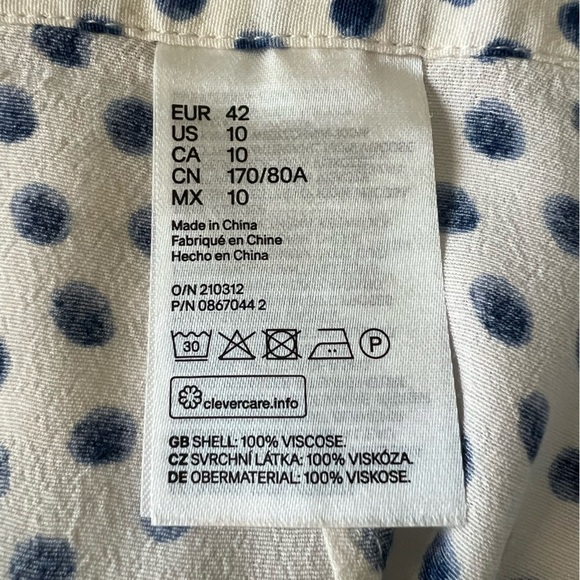 EUR 42
US 10
CA 10
CN 170/80A
MX 10
Made in China
Fabriqué en Chine
Hecho en China
O/N 210312
P/N 0867044 2
30 P
clevercare.info
GB SHELL: 100% VISCOSE.
CZ SVRCHNÍ LÁTKA: 100% VISKÓZA.
DE OBERMATERIAL: 100% VISKOSE.